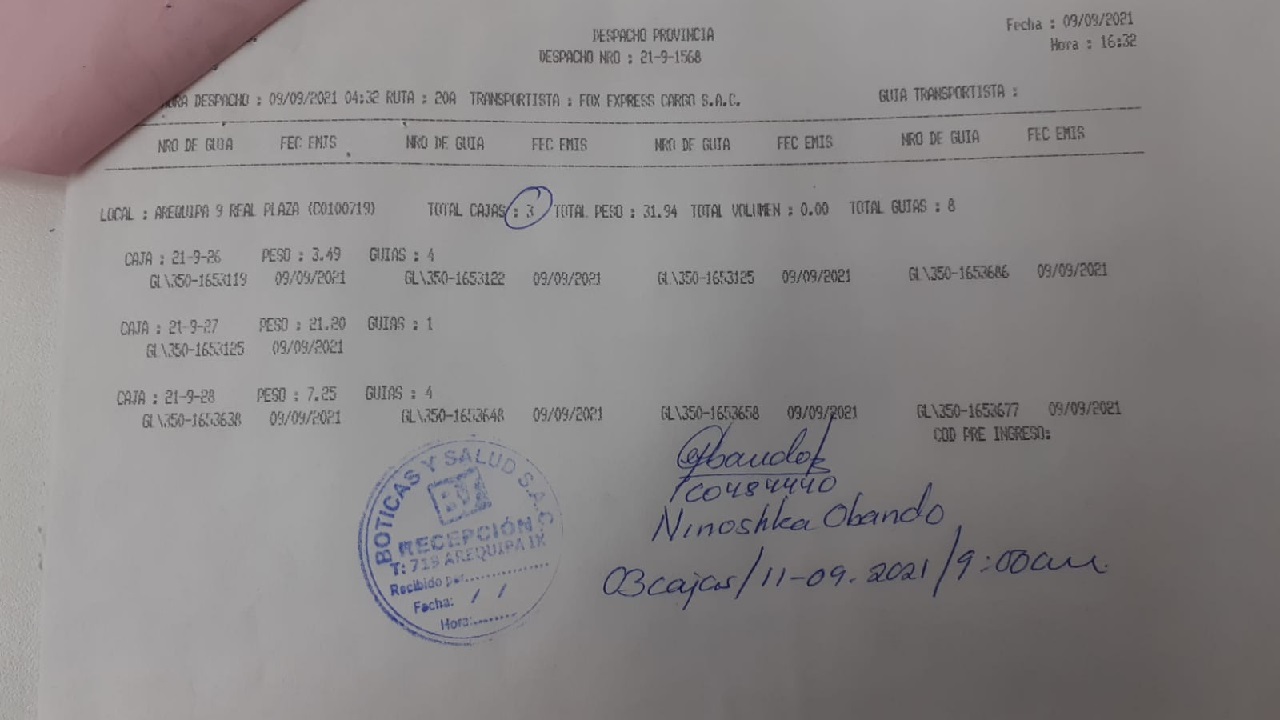 DESPACHO PROVINCIA
Fecha : 09/09/2021
DESPACHO NRO : 21-9-1568
Hora : 16:32
HORA DESPACHO : 09/09/2021 04:32 RUTA : 20A TRANSPORTISTA : FOX EXPRESS CARGO S.A.C. GUIA TRANSPORTISTA :
NRO DE GUIA FEC EMIS NRO DE GUIA FEC EMIS NRO DE GUIA FEC EMIS NRO DE GUIA FEC EMIS
LOCAL : AREQUIPA 9 REAL PLAZA (C0100719) TOTAL CAJAS : 3 TOTAL PESO : 31.94 TOTAL VOLUMEN : 0.00 TOTAL GUIAS : 8
CAJA : 21-9-26 PESO : 3.49 GUIAS : 4
GL\350-1653119 09/09/2021 GL\350-1653122 09/09/2021 GL\350-1653125 09/09/2021 GL\350-1653686 09/09/2021
CAJA : 21-9-27 PESO : 21.20 GUIAS : 1
GL\350-1653125 09/09/2021
CAJA : 21-9-28 PESO : 7.25 GUIAS : 4
GL\350-1653638 09/09/2021 GL\350-1653648 09/09/2021 GL\350-1653658 09/09/2021 GL\350-1653677 09/09/2021
COD PRE INGRESO:
BOTICAS Y SALUD S.A.C
RECEPCIÓN
T: 719 AREQUIPA IX
Recibido por:
Fecha: / /
Hora:
Obando
C0484440
Ninoshka Obando
03 cajas/11-09.2021/9:00am